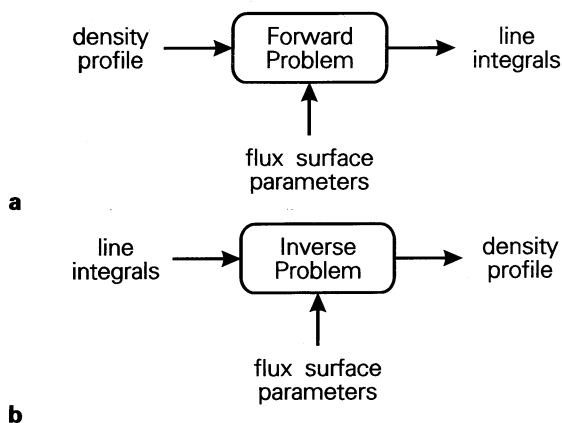 density
profile
Forward
Problem
line
integrals
flux surface
parameters
a
line
integrals
Inverse
Problem
density
profile
flux surface
parameters
b